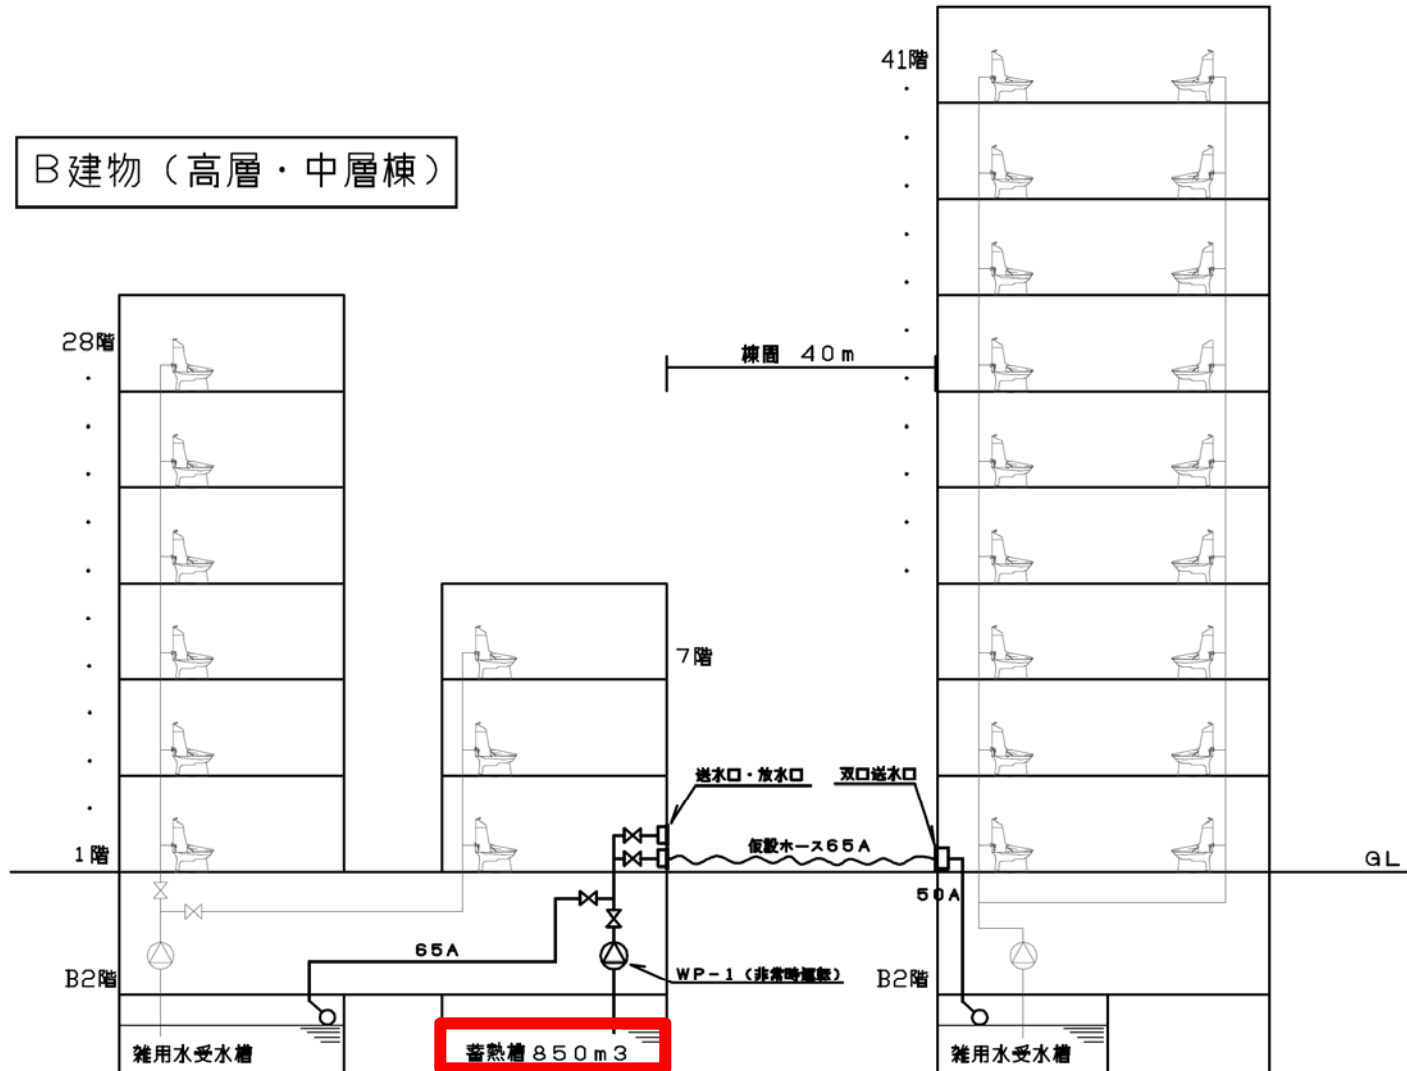 41階
B建物（高層・中層棟）
28階
棟間 40m
7階
送水口・放水口
双口送水口
仮設ホース65A
1階
GL
50A
65A
WP-1（非常時運転）
B2階
B2階
雑用水受水槽
蓄熱槽850m3
雑用水受水槽